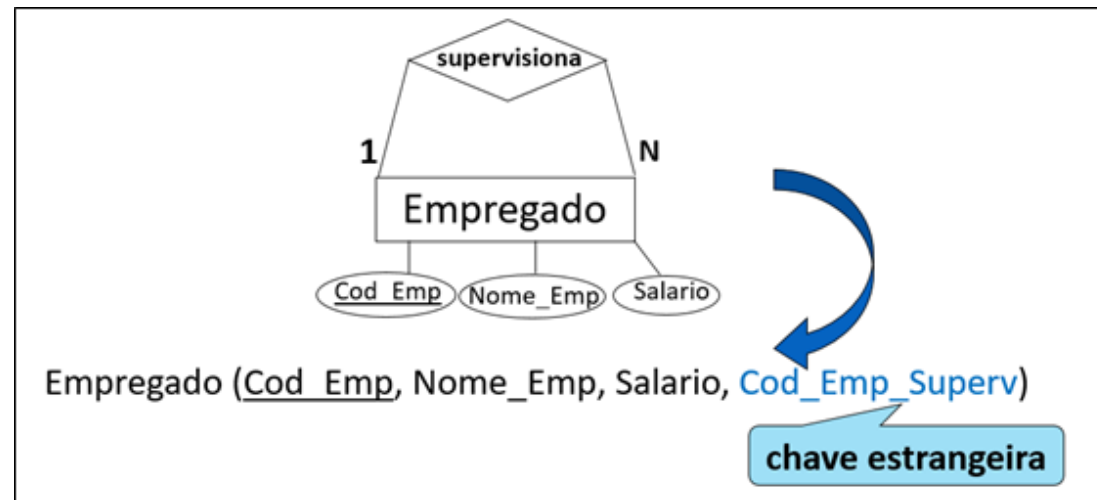 supervisiona
1 N
Empregado
Cod_Emp Nome_Emp Salario
Empregado (Cod_Emp, Nome_Emp, Salario, Cod_Emp_Superv)
chave estrangeira